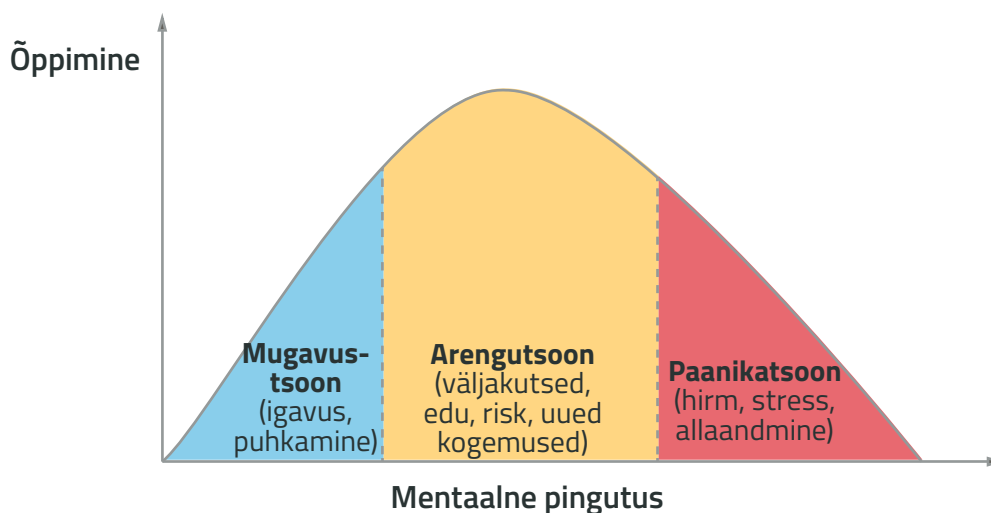 Õppimine
Mugavus-
tsoon
(igavus,
puhkamine)
Arengutsoon
(väljakutsed,
edu, risk, uued
kogemused)
Paanikatsoon
(hirm, stress,
allaandmine)
Mentaalne pingutus